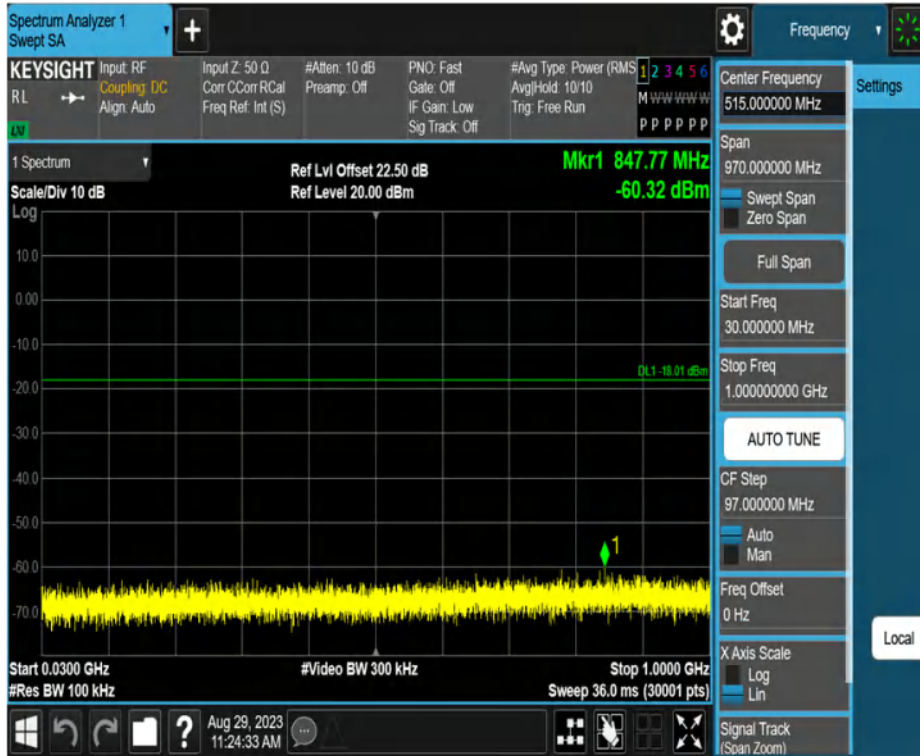 Spectrum Analyzer 1
Swept SA
+
Frequency
KEYSIGHT
RL
LXI
Input: RF
Coupling: DC
Align: Auto
Input Z: 50 Ω
Corr CCorr RCal
Freq Ref: Int (S)
#Atten: 10 dB
Preamp: Off
PNO: Fast
Gate: Off
IF Gain: Low
Sig Track: Off
#Avg Type: Power (RMS
Avg|Hold: 10/10
Trig: Free Run
1 2 3 4 5 6
M W W W W W
P P P P P P
Center Frequency
515.000000 MHz
Settings
Span
970.000000 MHz
Swept Span
Zero Span
Full Span
Start Freq
30.000000 MHz
Stop Freq
1.000000000 GHz
AUTO TUNE
CF Step
97.000000 MHz
Auto
Man
Freq Offset
0 Hz
X Axis Scale
Log
Lin
Signal Track
(Span Zoom)
Local
1 Spectrum
Scale/Div 10 dB
Log
Ref Lvl Offset 22.50 dB
Ref Level 20.00 dBm
Mkr1 847.77 MHz
-60.32 dBm
10.0
0.00
-10.0
DL1 -18.01 dBm
-20.0
-30.0
-40.0
-50.0
1
-60.0
-70.0
Start 0.0300 GHz
#Video BW 300 kHz
Stop 1.0000 GHz
#Res BW 100 kHz
Sweep 36.0 ms (30001 pts)
?
Aug 29, 2023
11:24:33 AM